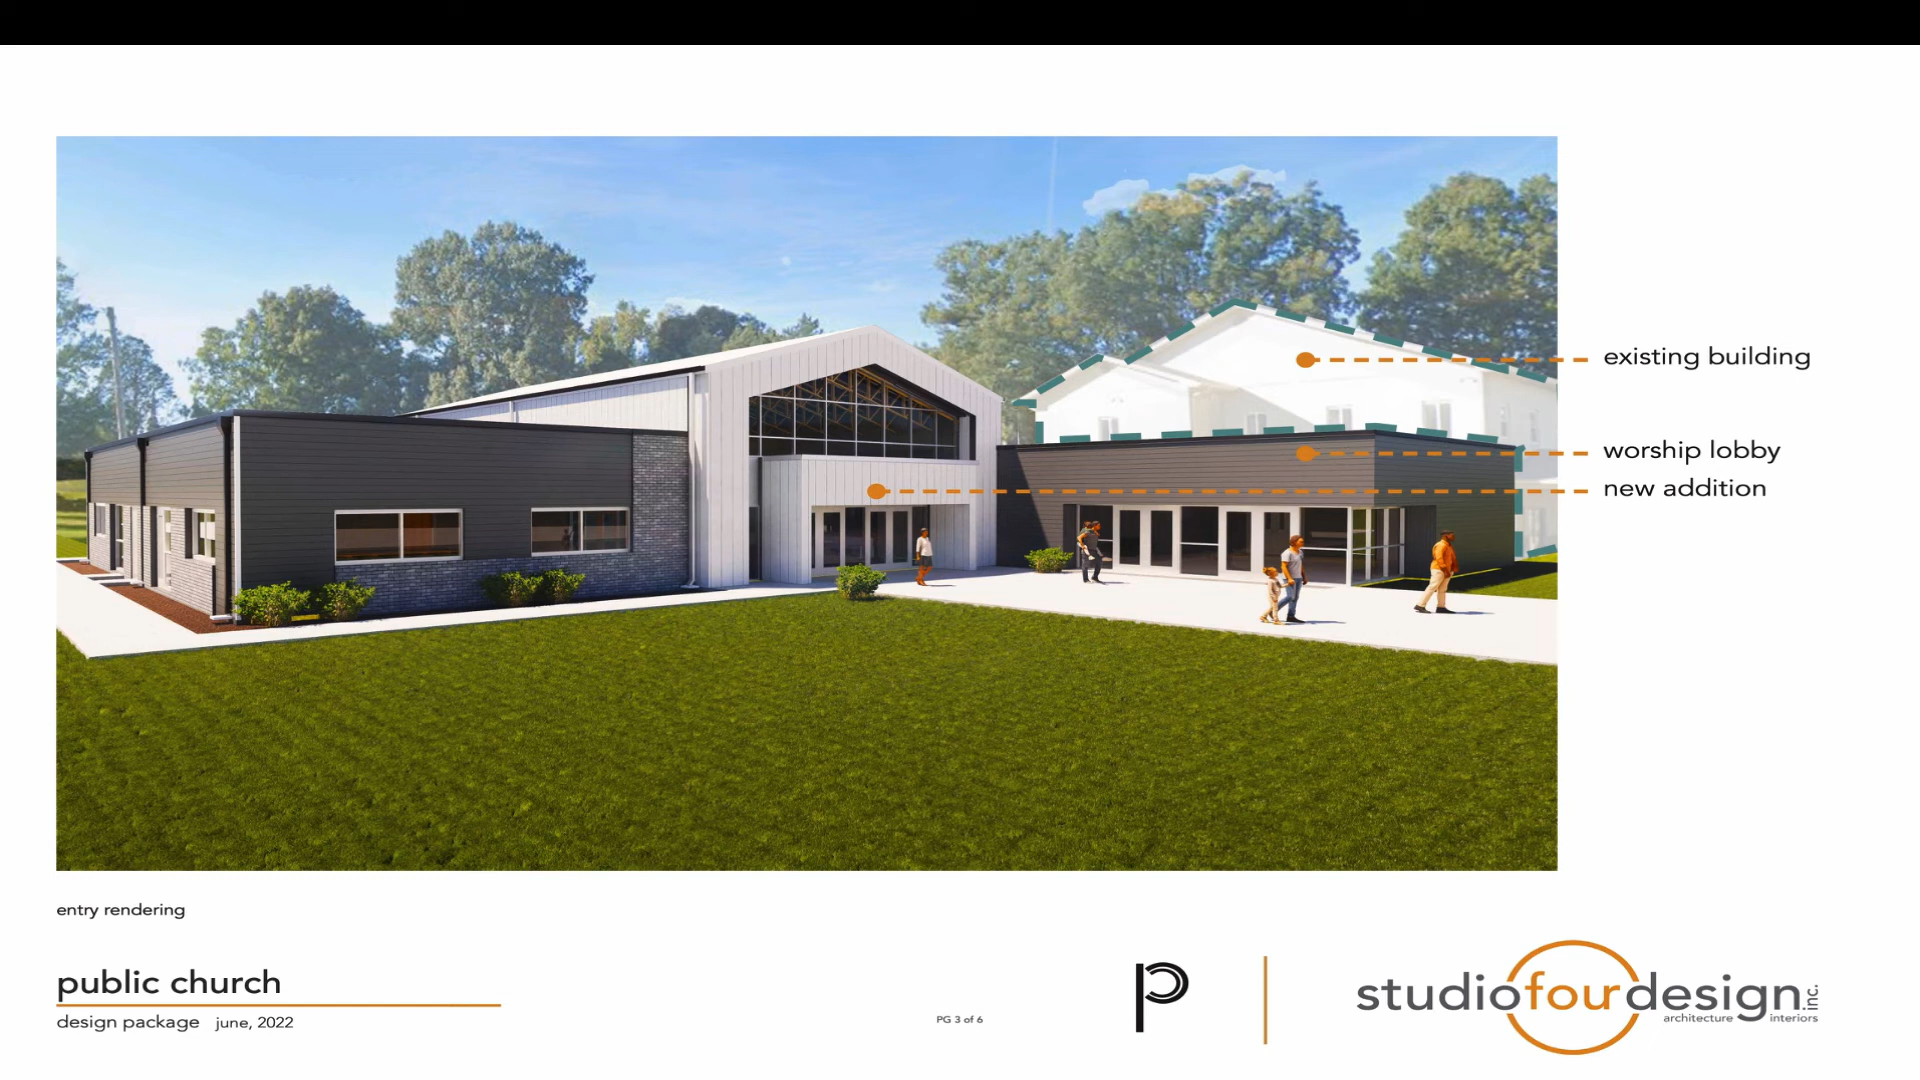 existing building
worship lobby
new addition
entry rendering
public church
design package june, 2022
PG 3 of 6
p
studiofourdesign inc.
architecture interiors